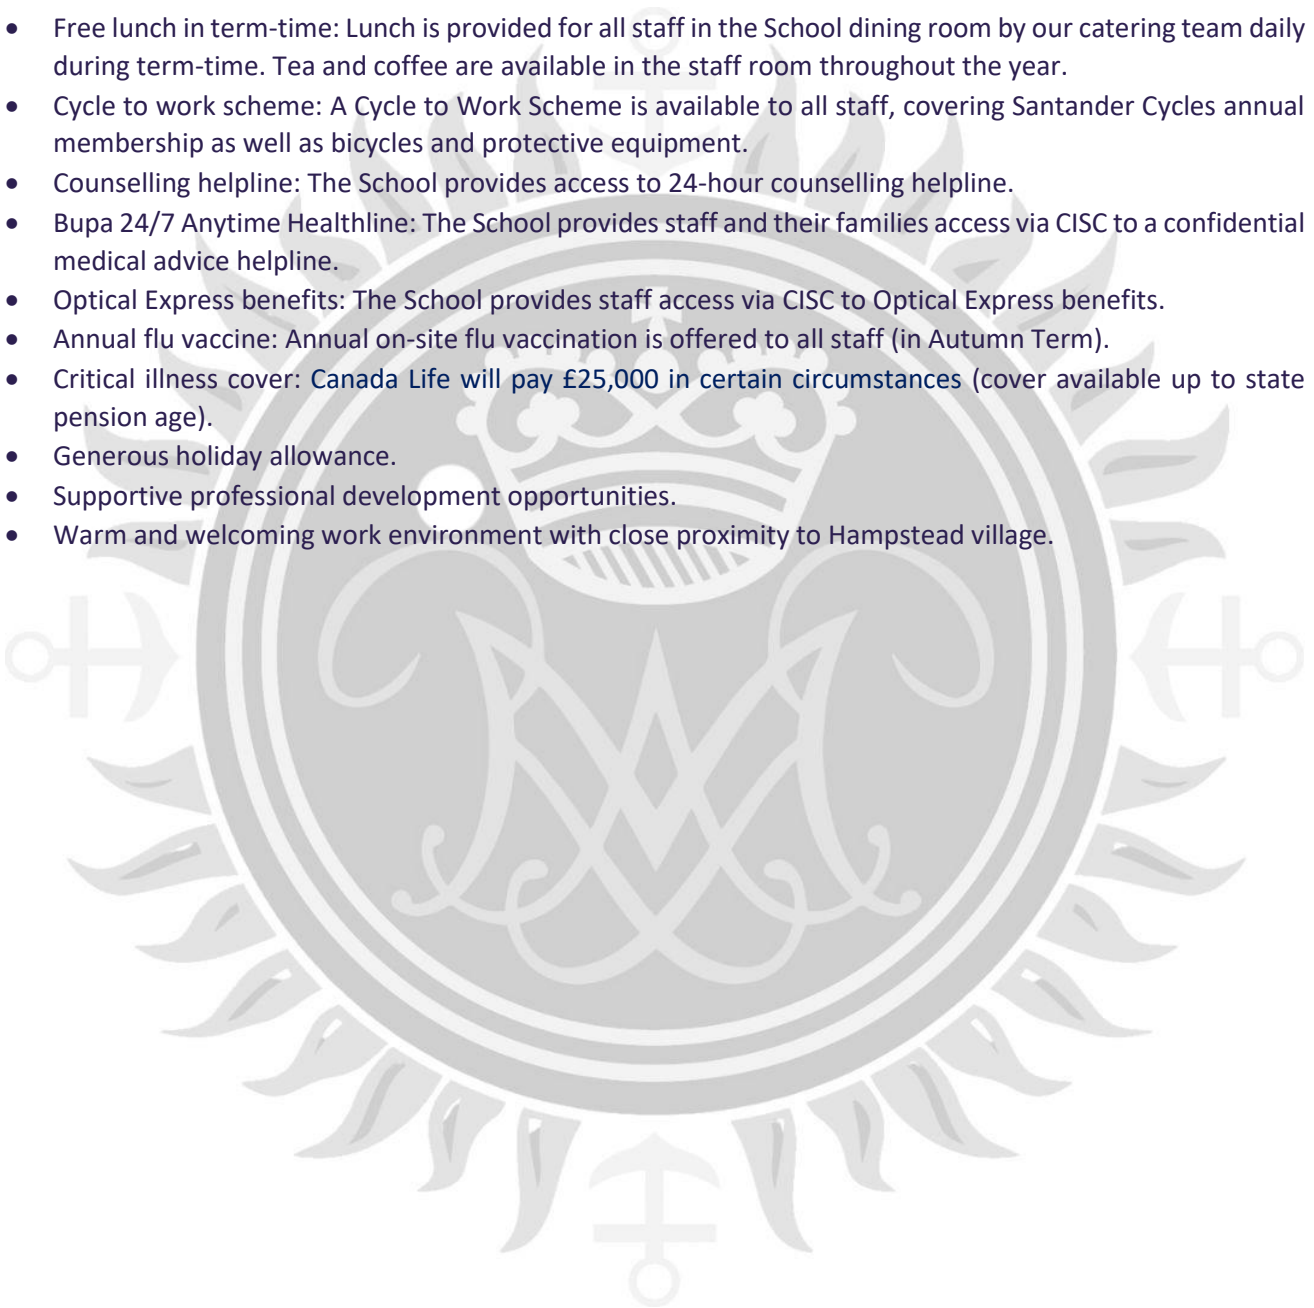 • Free lunch in term-time: Lunch is provided for all staff in the School dining room by our catering team daily
during term-time. Tea and coffee are available in the staff room throughout the year.
• Cycle to work scheme: A Cycle to Work Scheme is available to all staff, covering Santander Cycles annual
membership as well as bicycles and protective equipment.
• Counselling helpline: The School provides access to 24-hour counselling helpline.
• Bupa 24/7 Anytime Healthline: The School provides staff and their families access via CISC to a confidential
medical advice helpline.
• Optical Express benefits: The School provides staff access via CISC to Optical Express benefits.
• Annual flu vaccine: Annual on-site flu vaccination is offered to all staff (in Autumn Term).
• Critical illness cover: Canada Life will pay £25,000 in certain circumstances (cover available up to state
pension age).
• Generous holiday allowance.
• Supportive professional development opportunities.
• Warm and welcoming work environment with close proximity to Hampstead village.